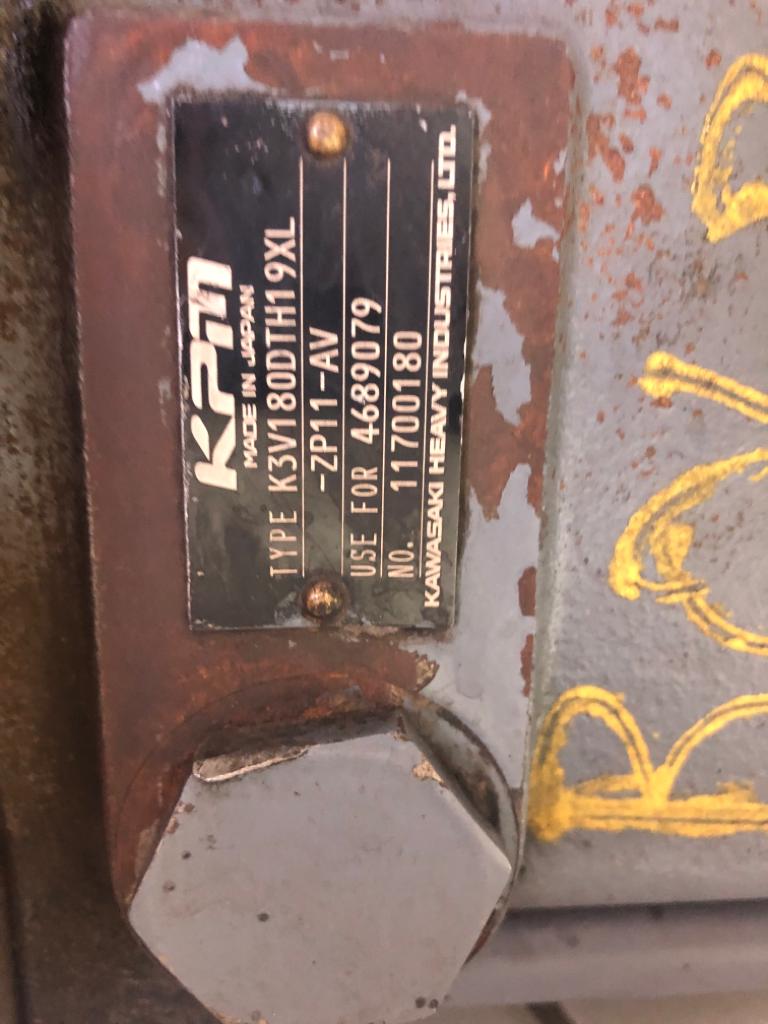 KPM
MADE IN JAPAN
TYPE K3V180DTH19XL
-ZP11-AV
USE FOR 4689079
NO. 11700180
KAWASAKI HEAVY INDUSTRIES, LTD.